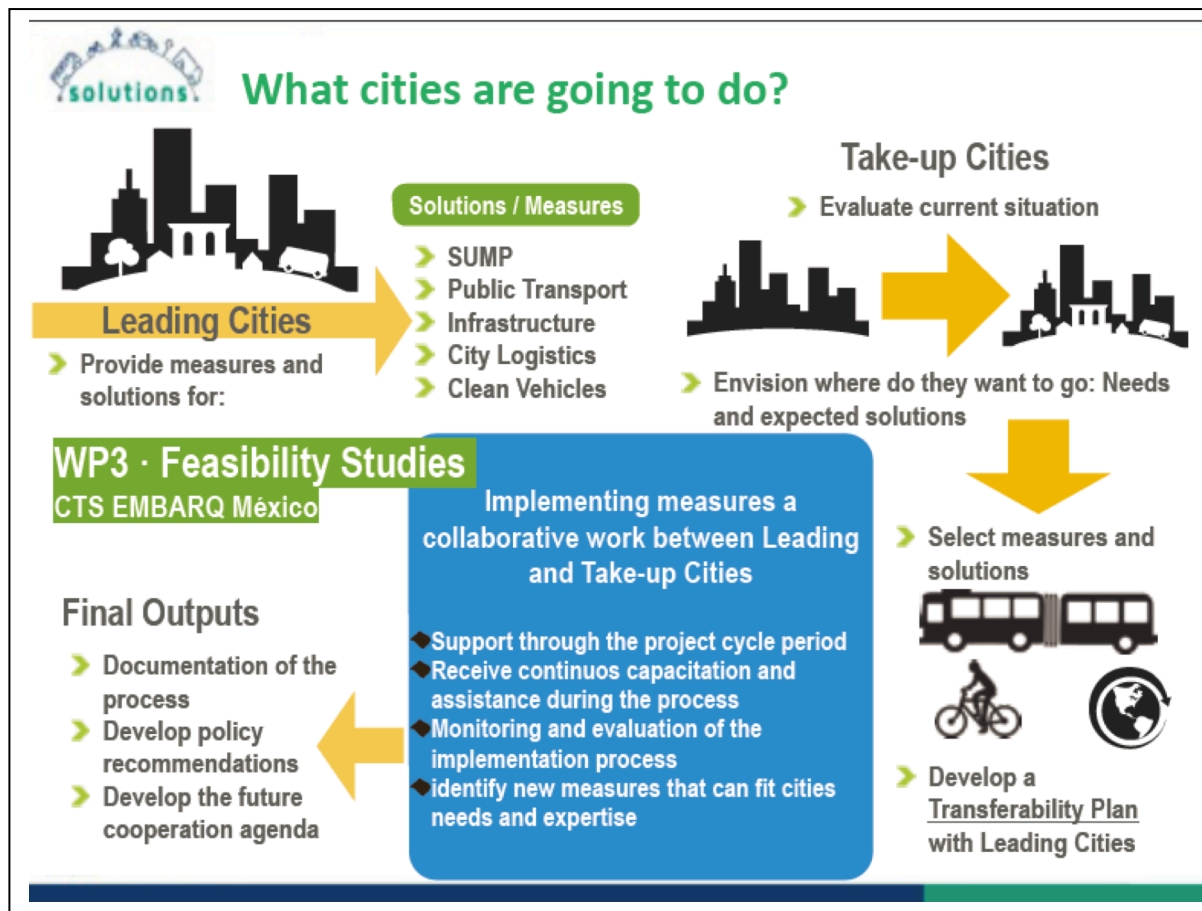 solutions
What cities are going to do?
Leading Cities
Provide measures and
solutions for:
Solutions / Measures
SUMP
Public Transport
Infrastructure
City Logistics
Clean Vehicles
Take-up Cities
Evaluate current situation
Envision where do they want to go: Needs
and expected solutions
Select measures and
solutions
Develop a
Transferability Plan
with Leading Cities
WP3 · Feasibility Studies
CTS EMBARQ México
Implementing measures a
collaborative work between Leading
and Take-up Cities
Support through the project cycle period
Receive continuos capacitation and
assistance during the process
Monitoring and evaluation of the
implementation process
identify new measures that can fit cities
needs and expertise
Final Outputs
Documentation of the
process
Develop policy
recommendations
Develop the future
cooperation agenda